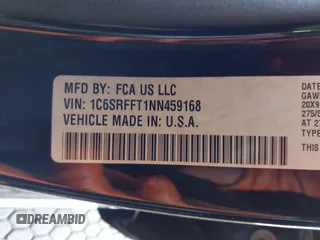 MFD BY: FCA US LLC
VIN: 1C6SRFFT1NN459168
VEHICLE MADE IN: U.S.A.
DA
GAW
20X9
275/5
AT 2
TYPE
THIS
DREAMBID